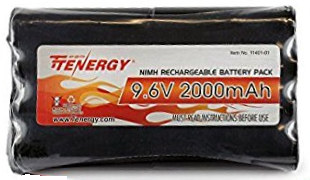 Item No. 11401-01
TENERGY
NIMH RECHARGEABLE BATTERY PACK
9.6V 2000mAh
MUST READ INSTRUCTIONS BEFORE USE
Tenergy.com